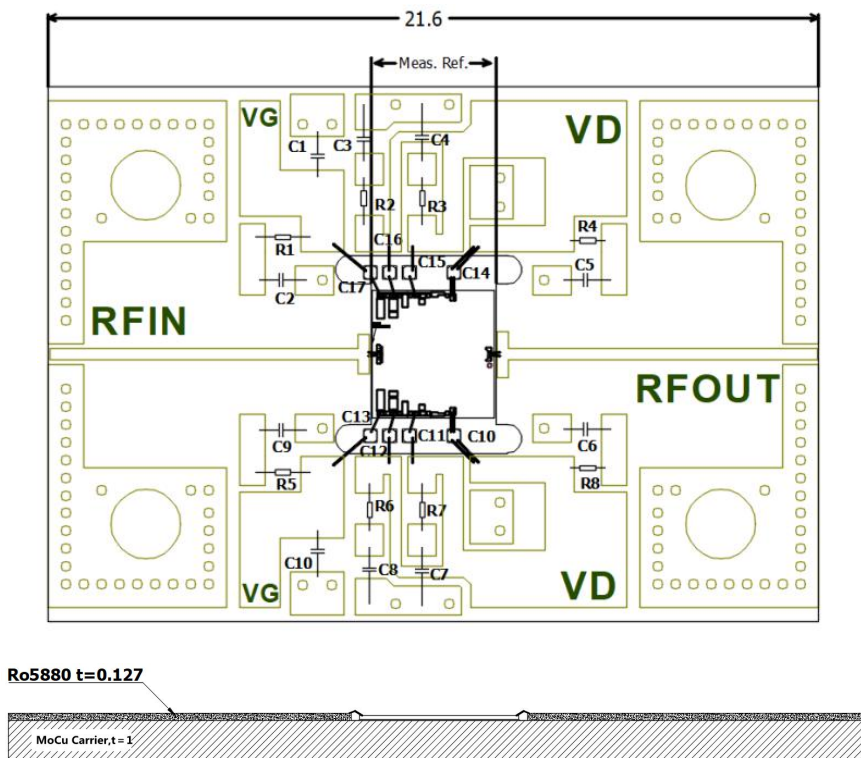 21.6
Meas. Ref.
VG
VD
C1
C3
C4
R2
R3
R1
R4
C16
C15
C17
C14
C2
C5
RFIN
RFOUT
C13
C9
C12
C11
C10
C6
R5
R8
R6
R7
C10
C8
C7
VG
VD
Ro5880 t=0.127
MoCu Carrier,t = 1